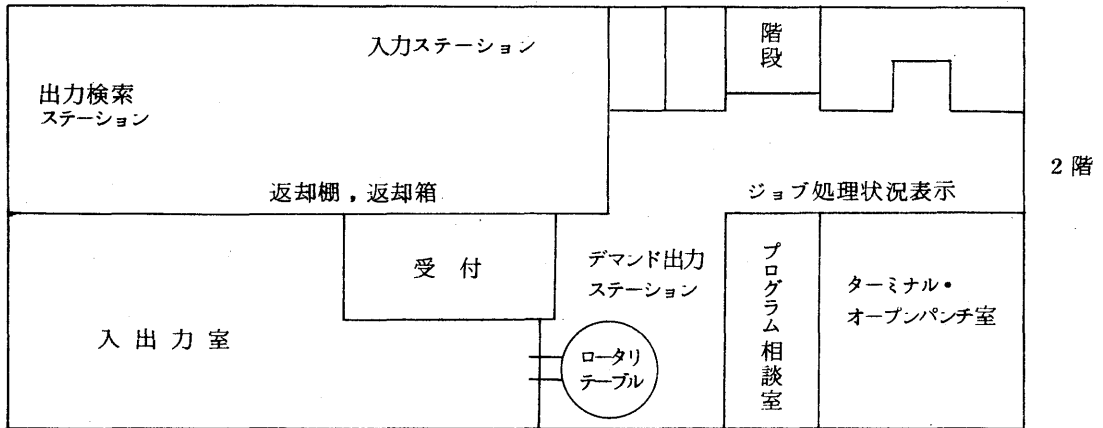 入力ステーション
階段
出力検索
ステーション
2階
返却棚，返却箱
ジョブ処理状況表示
受付
デマンド出力
ステーション
プログラム相談室
ターミナル・
オープンパンチ室
入出力室
ロータリ
テーブル